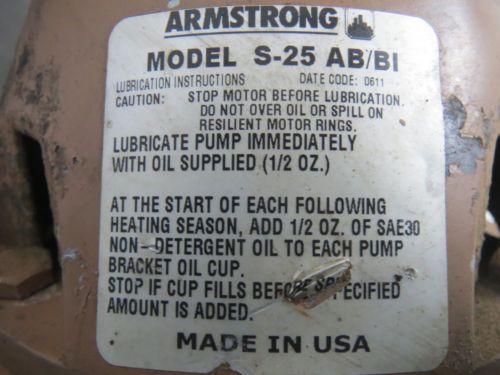 ARMSTRONG
MODEL S-25 AB/BI
LUBRICATION INSTRUCTIONS DATE CODE: D611
CAUTION: STOP MOTOR BEFORE LUBRICATION.
DO NOT OVER OIL OR SPILL ON
RESILIENT MOTOR RINGS.
LUBRICATE PUMP IMMEDIATELY
WITH OIL SUPPLIED (1/2 OZ.)
AT THE START OF EACH FOLLOWING
HEATING SEASON, ADD 1/2 OZ. OF SAE30
NON-DETERGENT OIL TO EACH PUMP
BRACKET OIL CUP.
STOP IF CUP FILLS BEFORE SPECIFIED
AMOUNT IS ADDED.
MADE IN USA